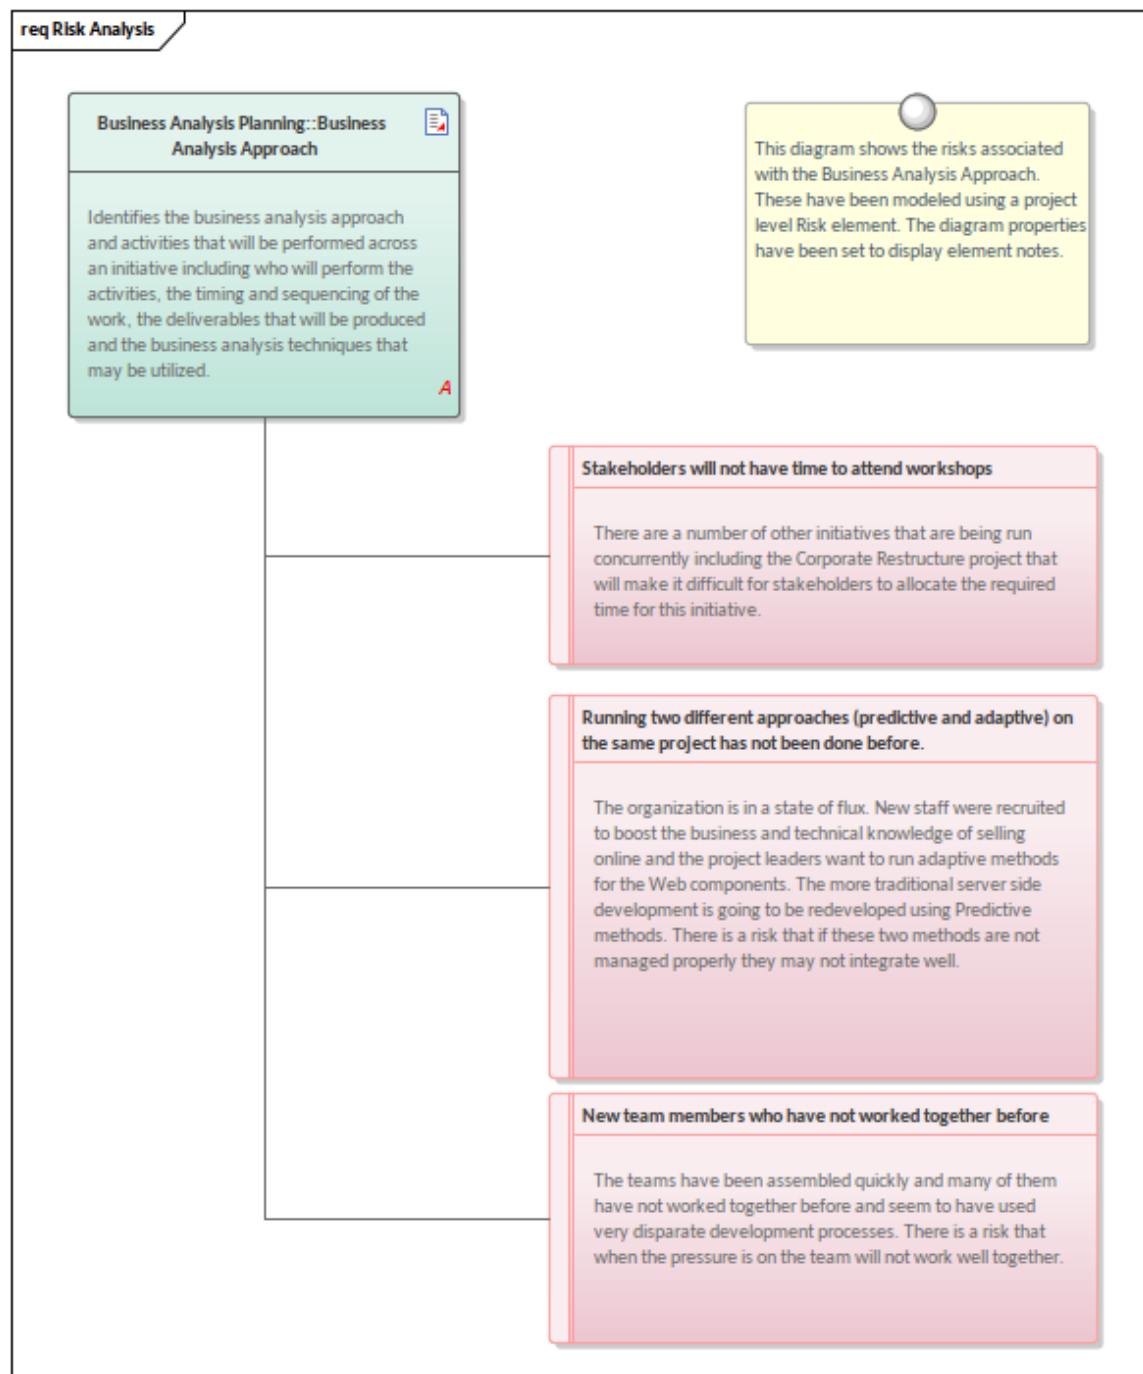 req Risk Analysis
Business Analysis Planning::Business
Analysis Approach
Identifies the business analysis approach
and activities that will be performed across
an initiative including who will perform the
activities, the timing and sequencing of the
work, the deliverables that will be produced
and the business analysis techniques that
may be utilized.
A
This diagram shows the risks associated
with the Business Analysis Approach.
These have been modeled using a project
level Risk element. The diagram properties
have been set to display element notes.
Stakeholders will not have time to attend workshops
There are a number of other initiatives that are being run
concurrently including the Corporate Restructure project that
will make it difficult for stakeholders to allocate the required
time for this initiative.
Running two different approaches (predictive and adaptive) on
the same project has not been done before.
The organization is in a state of flux. New staff were recruited
to boost the business and technical knowledge of selling
online and the project leaders want to run adaptive methods
for the Web components. The more traditional server side
development is going to be redeveloped using Predictive
methods. There is a risk that if these two methods are not
managed properly they may not integrate well.
New team members who have not worked together before
The teams have been assembled quickly and many of them
have not worked together before and seem to have used
very disparate development processes. There is a risk that
when the pressure is on the team will not work well together.